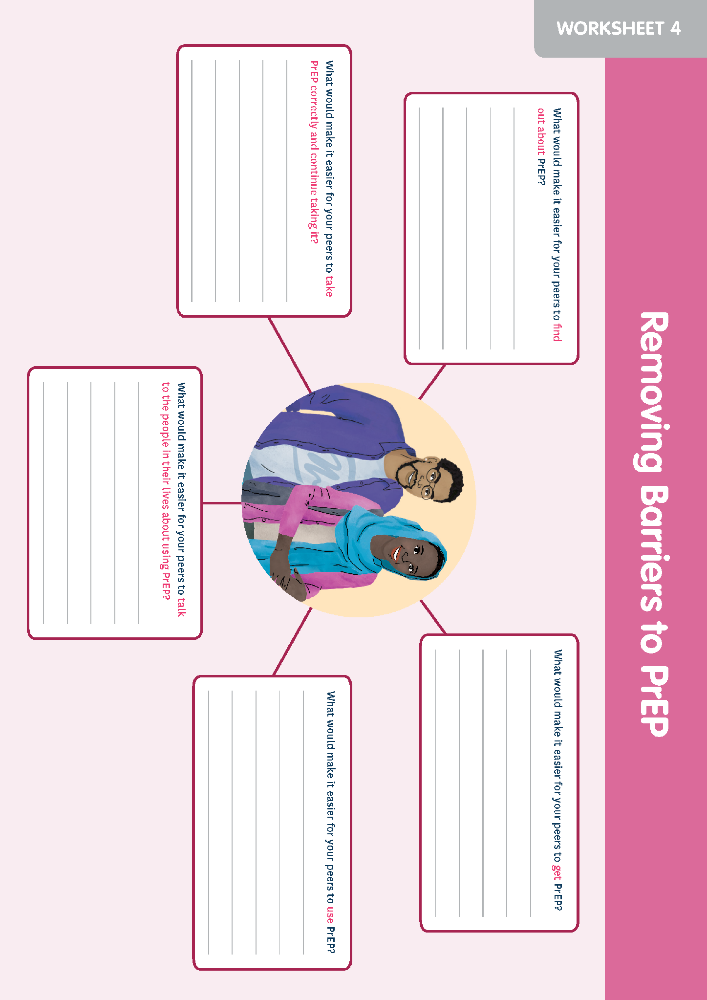 WORKSHEET 4
Removing Barriers to PrEP
What would make it easier for your peers to find
out about PrEP?
What would make it easier for your peers to get PrEP?
What would make it easier for your peers to take
PrEP correctly and continue taking it?
What would make it easier for your peers to use PrEP?
What would make it easier for your peers to talk
to the people in their lives about using PrEP?